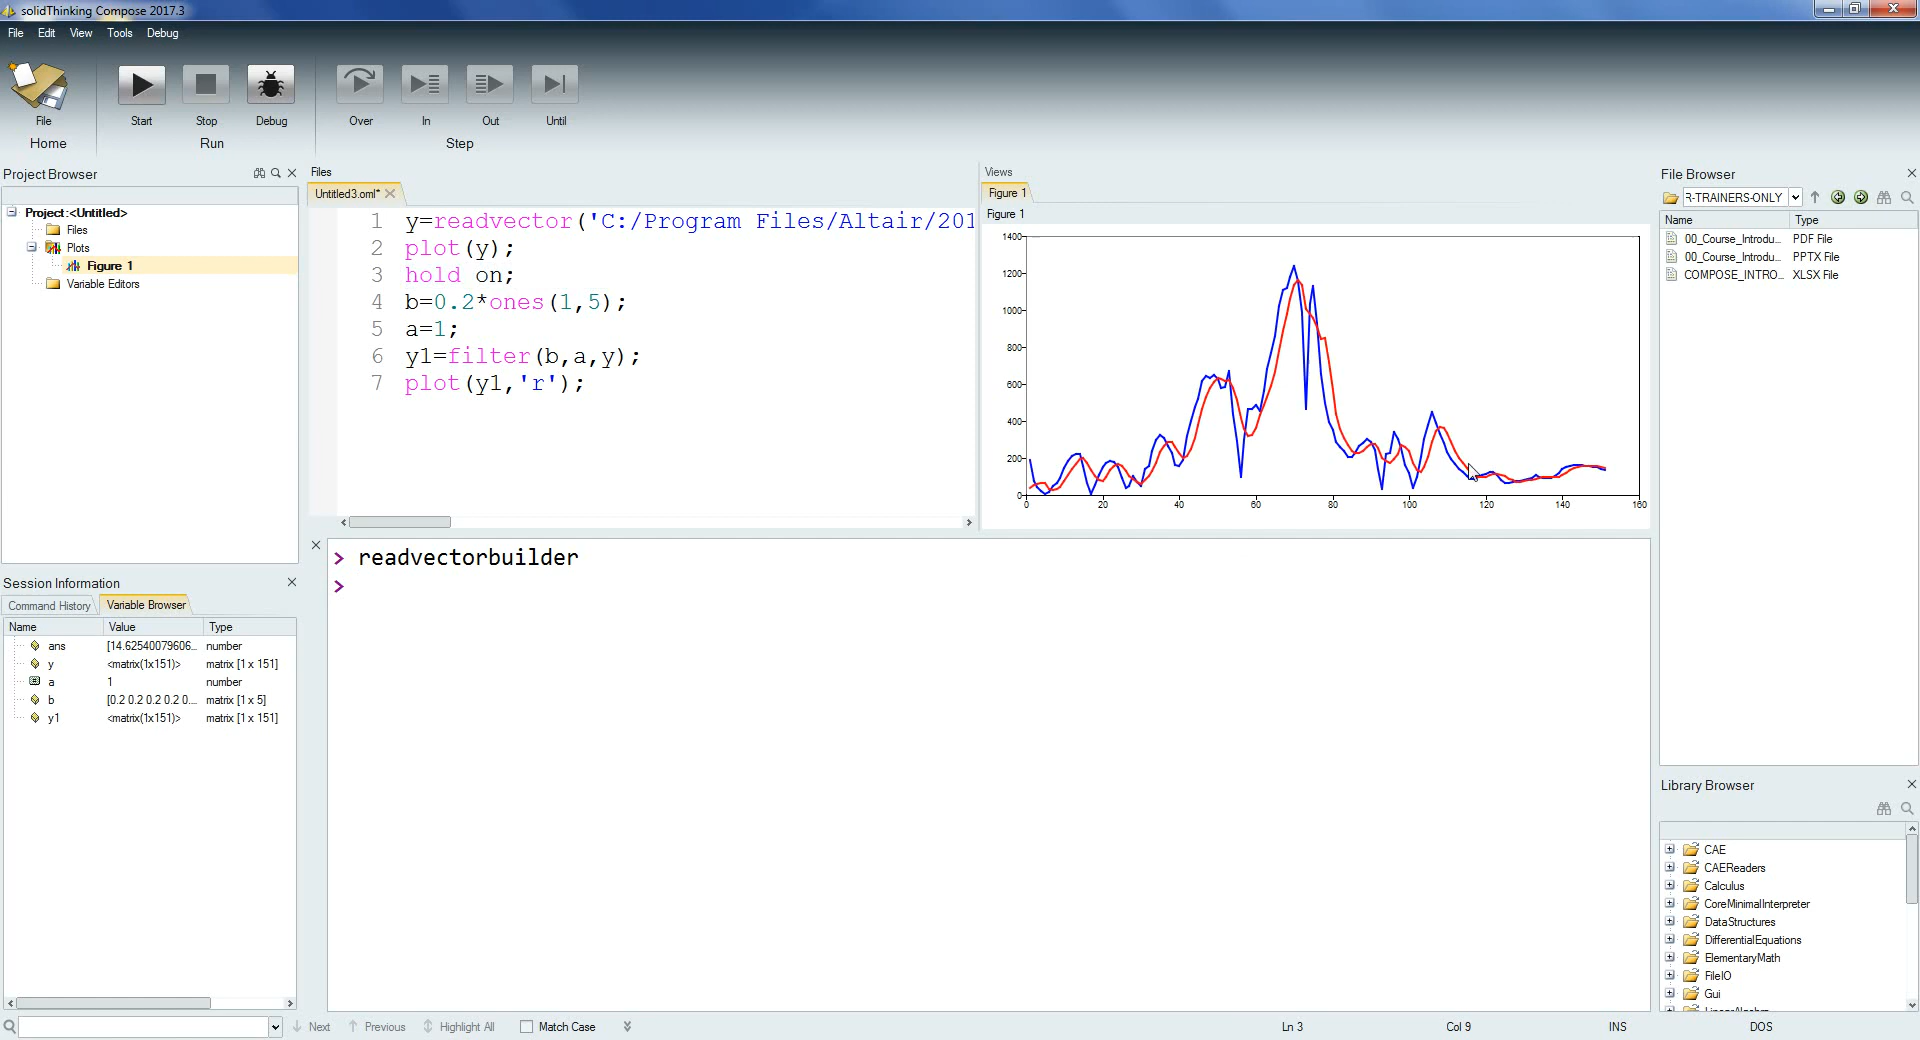 solidThinking Compose 2017.3
File Edit View Tools Debug
File Start Stop Debug Over In Out Until
Home Run Step
Project Browser
Project:<Untitled>
Files
Plots
Figure 1
Variable Editors
Files
Untitled3.oml*
1 y=readvector('C:/Program Files/Altair/201
2 plot(y);
3 hold on;
4 b=0.2*ones(1,5);
5 a=1;
6 y1=filter(b,a,y);
7 plot(y1,'r');
Views
Figure 1
Figure 1
1400
1200
1000
800
600
400
200
0
0 20 40 60 80 100 120 140 160
File Browser
R-TRAINERS-ONLY
Name Type
00_Course_Introdu... PDF File
00_Course_Introdu... PPTX File
COMPOSE_INTRO... XLSX File
Session Information
Command History Variable Browser
Name Value Type
ans [14.62540079606... number
y <matrix(1x151)> matrix [1 x 151]
a 1 number
b [0.2 0.2 0.2 0.2 0.... matrix [1 x 5]
y1 <matrix(1x151)> matrix [1 x 151]
> readvectorbuilder
>
Library Browser
CAE
CAEReaders
Calculus
CoreMinimalInterpreter
DataStructures
DifferentialEquations
ElementaryMath
FileIO
Gui
Next Previous Highlight All Match Case
Ln 3 Col 9 INS DOS